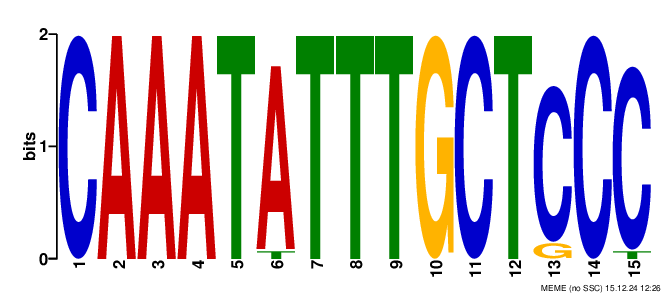 2
bits
1
0
CAAATATTTGCTCCC
T G T
1 2 3 4 5 6 7 8 9 10 11 12 13 14 15
MEME (no SSC) 15.12.24 12:26